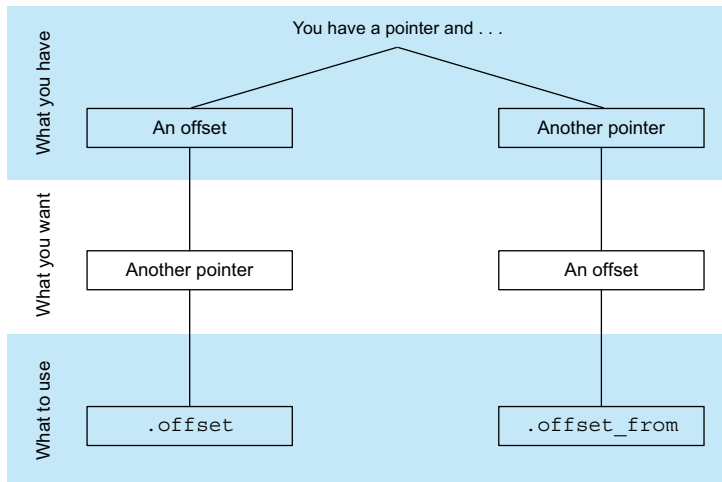 What you have
You have a pointer and . . .
An offset
Another pointer
What you want
Another pointer
An offset
What to use
.offset
.offset_from